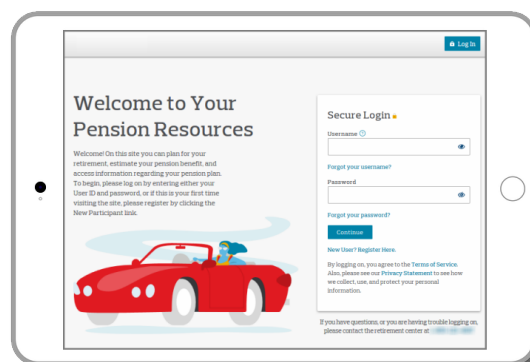 Log In
Welcome to Your
Pension Resources
Welcome! On this site you can plan for your
retirement, estimate your pension benefit, and
access information regarding your pension plan.
To begin, please log on by entering either your
User ID and password, or if this is your first time
visiting the site, please register by clicking the
New Participant link.
Secure Login
Username
Forgot your username?
Password
Forgot your password?
Continue
New User? Register Here.
By logging on, you agree to the Terms of Service.
Also, please see our Privacy Statement to see how
we collect, use, and protect your personal
information.
If you have questions, or you are having trouble logging on,
please contact the retirement center at